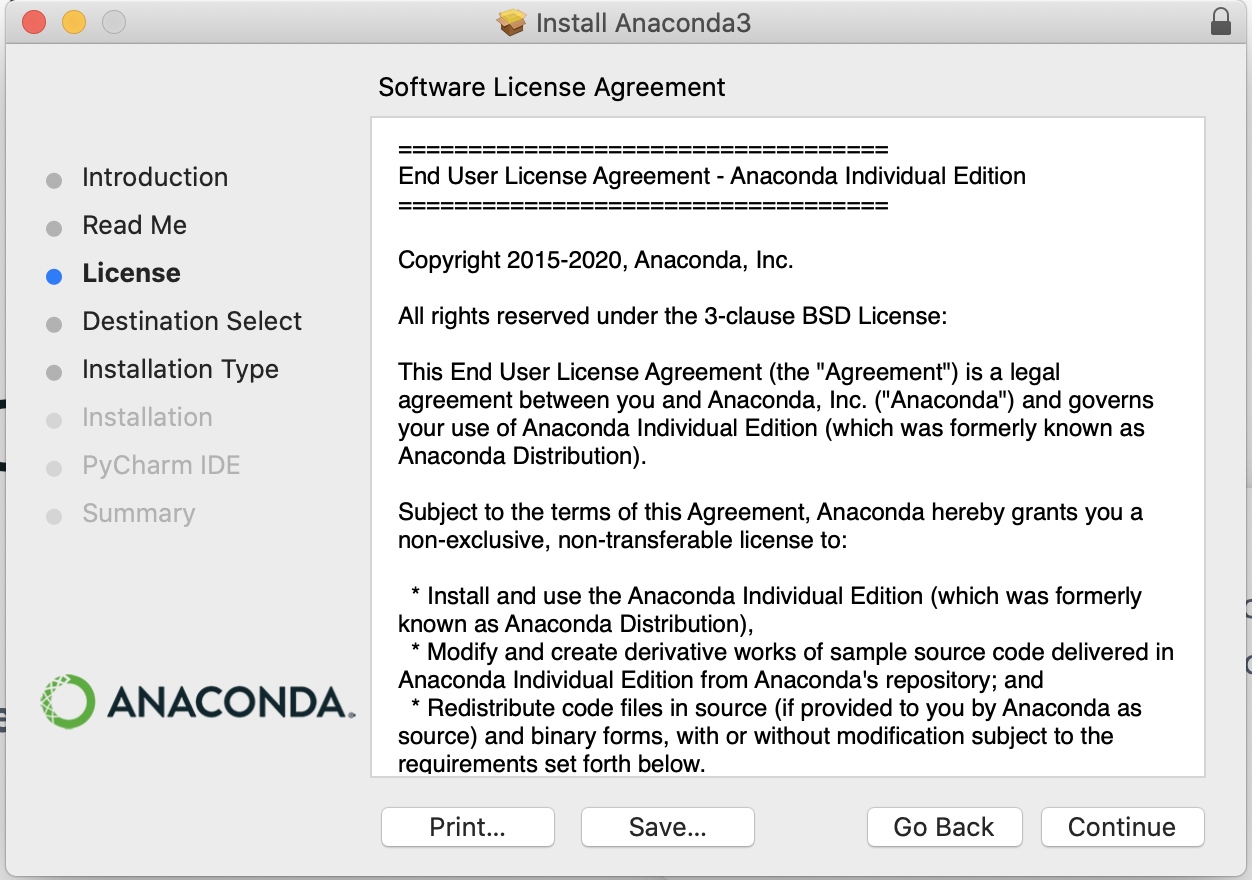 Install Anaconda3
Software License Agreement
Introduction
Read Me
License
Destination Select
Installation Type
Installation
PyCharm IDE
Summary
ANACONDA.
===================================
End User License Agreement - Anaconda Individual Edition
===================================
Copyright 2015-2020, Anaconda, Inc.
All rights reserved under the 3-clause BSD License:
This End User License Agreement (the "Agreement") is a legal
agreement between you and Anaconda, Inc. ("Anaconda") and governs
your use of Anaconda Individual Edition (which was formerly known as
Anaconda Distribution).
Subject to the terms of this Agreement, Anaconda hereby grants you a
non-exclusive, non-transferable license to:
* Install and use the Anaconda Individual Edition (which was formerly
known as Anaconda Distribution),
* Modify and create derivative works of sample source code delivered in
Anaconda Individual Edition from Anaconda's repository; and
* Redistribute code files in source (if provided to you by Anaconda as
source) and binary forms, with or without modification subject to the
requirements set forth below.
Print...
Save...
Go Back
Continue